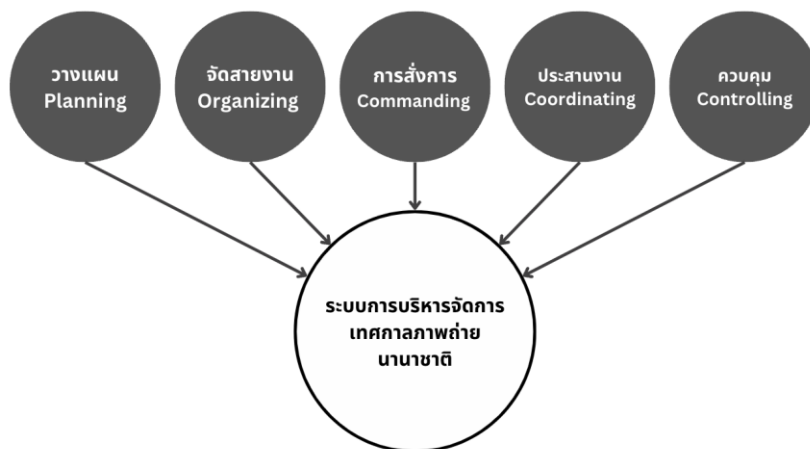 วางแผน
Planning
จัดสายงาน
Organizing
การสั่งการ
Commanding
ประสานงาน
Coordinating
ควบคุม
Controlling
ระบบการบริหารจัดการ
เทศกาลภาพถ่าย
นานาชาติ